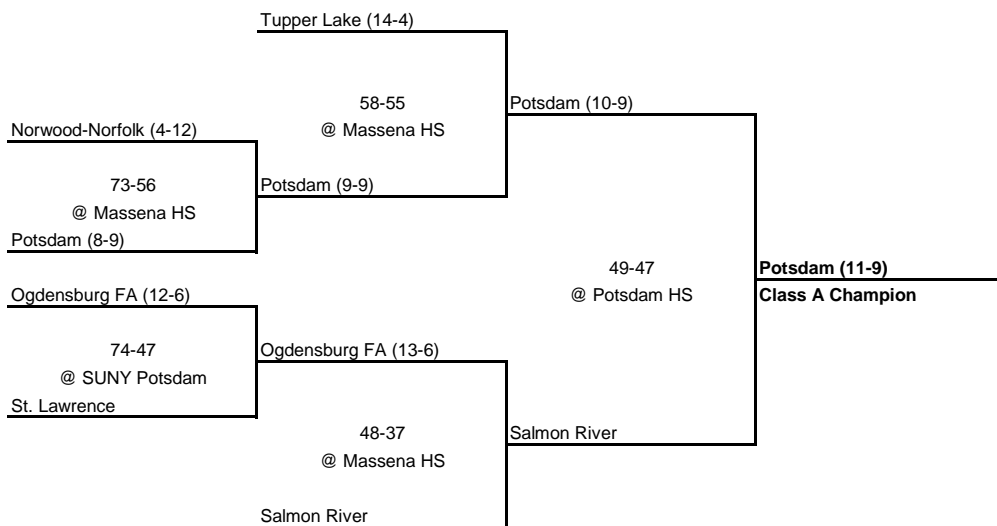 Tupper Lake (14-4)
58-55
@ Massena HS
Potsdam (10-9)
Norwood-Norfolk (4-12)
73-56
@ Massena HS
Potsdam (9-9)
Potsdam (8-9)
49-47
@ Potsdam HS
Potsdam (11-9)
Class A Champion
Ogdensburg FA (12-6)
74-47
@ SUNY Potsdam
Ogdensburg FA (13-6)
St. Lawrence
48-37
@ Massena HS
Salmon River
Salmon River